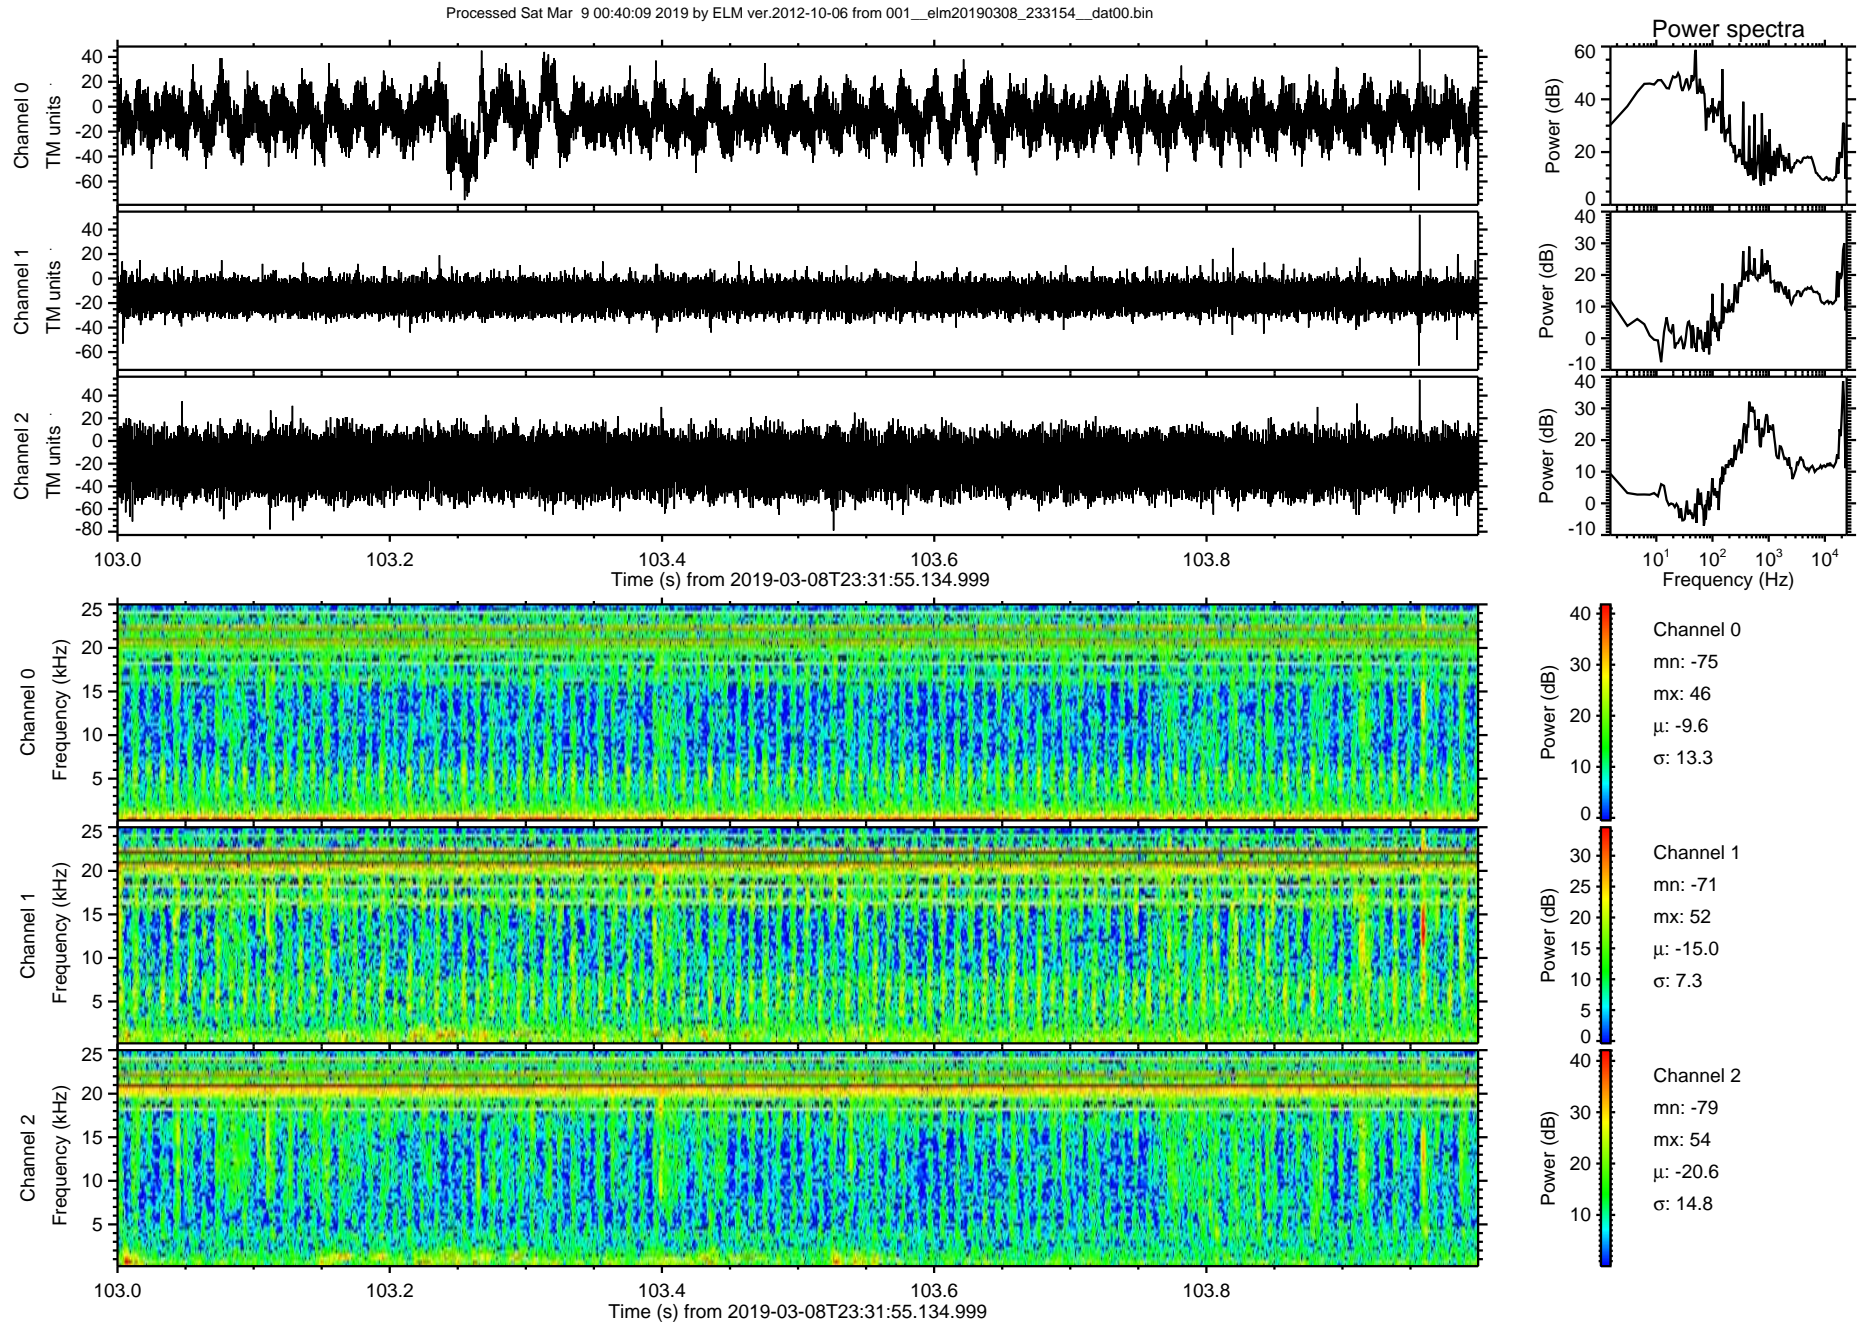 Processed Sat Mar  9 00:40:09 2019 by ELM ver.2012-10-06 from 001__elm20190308_233154__dat00.bin
Power spectra
Channel 0
TM units
40
20
0
-20
-40
-60
Power (dB)
60
40
20
0
Channel 1
TM units
20
0
-20
-40
-60
Power (dB)
40
30
20
10
0
-10
Channel 2
TM units
40
20
0
-20
-40
-60
-80
Power (dB)
40
30
20
10
0
-10
103.0 103.2 103.4 103.6 103.8
Time (s) from 2019-03-08T23:31:55.134.999
10^1 10^2 10^3 10^4
Frequency (Hz)
Channel 0
Frequency (kHz)
25
20
15
10
5
Power (dB)
40
30
20
10
0
Channel 0
mn: -75
mx: 46
μ: -9.6
σ: 13.3
Channel 1
Frequency (kHz)
25
20
15
10
5
Power (dB)
30
25
20
15
10
5
0
Channel 1
mn: -71
mx: 52
μ: -15.0
σ: 7.3
Channel 2
Frequency (kHz)
25
20
15
10
5
Power (dB)
40
30
20
10
Channel 2
mn: -79
mx: 54
μ: -20.6
σ: 14.8
103.0 103.2 103.4 103.6 103.8
Time (s) from 2019-03-08T23:31:55.134.999